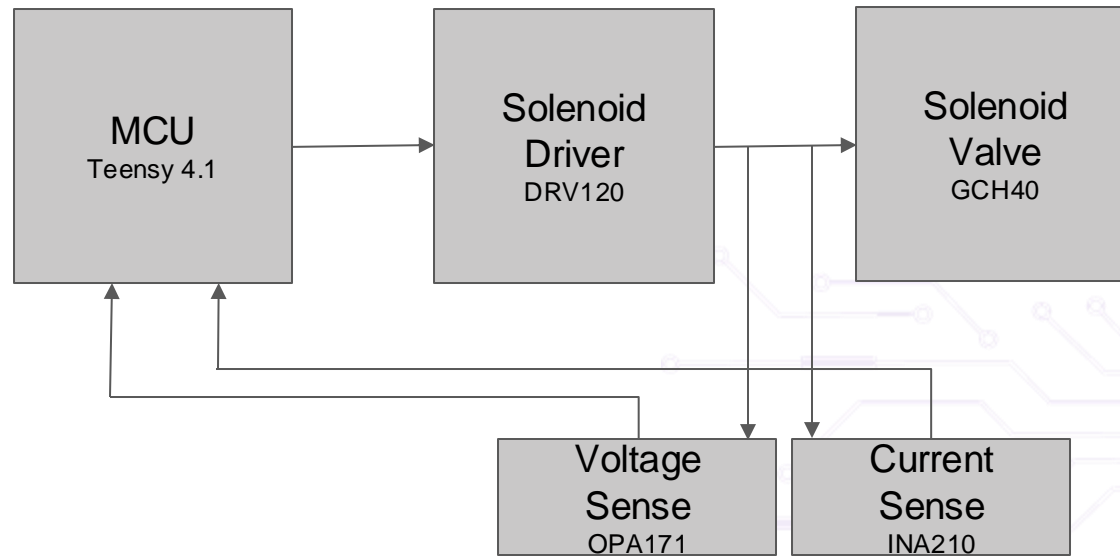 MCU
Teensy 4.1
Solenoid
Driver
DRV120
Solenoid
Valve
GCH40
Voltage
Sense
OPA171
Current
Sense
INA210